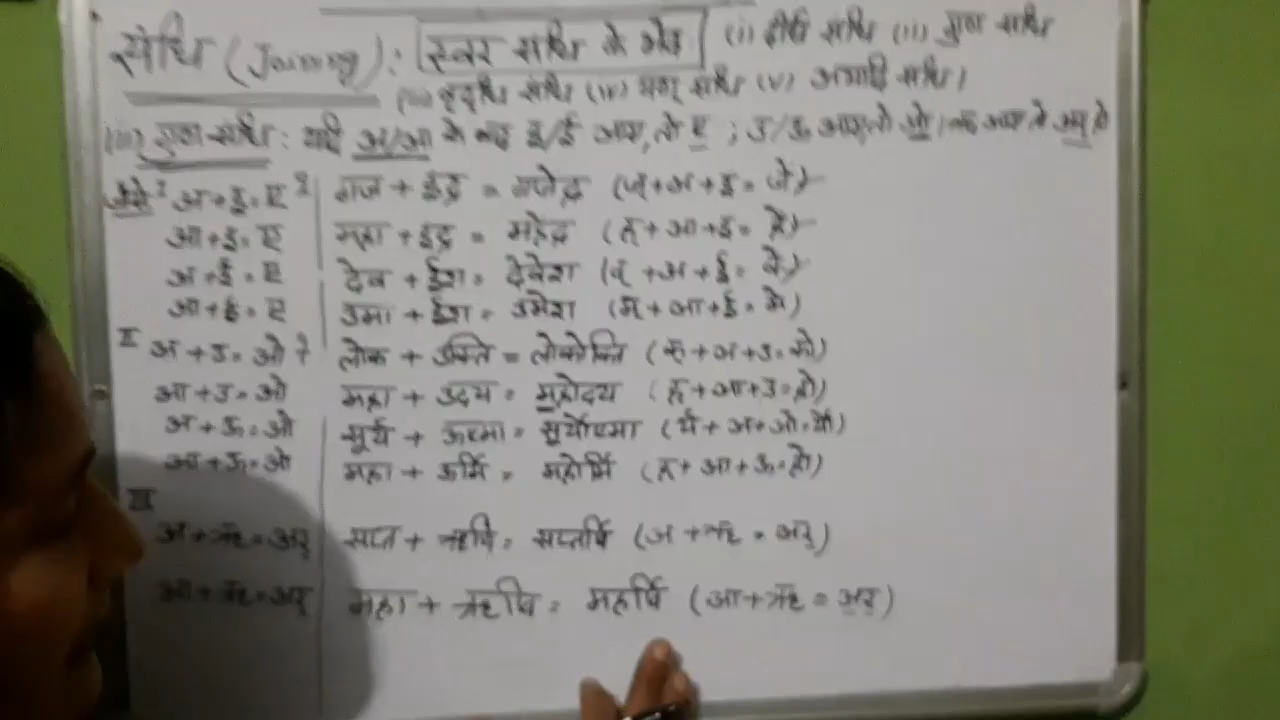 संधि (Joining): स्वर संधि के भेद (i) दीर्घ संधि (ii) गुण संधि
(iii) वृद्धि संधि (iv) यण् संधि (v) अयादि संधि।
(ii) गुण संधि: यदि अ/आ के बाद इ/ई आए, तो ए ; उ/ऊ आए, तो ओ। ऋ आए तो अर् हो
जैसे I अ+इ=ए राज + इंद्र = गजेंद्र (ज्+अ+इ=जे)
आ+इ=ए महा + इंद्र = महेंद्र (ह्+आ+इ=हे)
अ+ई=ए देव + ईश = देवेश (व्+अ+ई=वे)
आ+ई=ए उमा + ईश = उमेश (म्+आ+ई=मे)
II अ+उ=ओ लोक + उक्ति = लोकोक्ति (क्+अ+उ=को)
आ+उ=ओ महा + उदय = महोदय (ह्+आ+उ=हो)
अ+ऊ=ओ सूर्य + ऊष्मा = सूर्योष्मा (र्य+अ+ओ=र्यो)
आ+ऊ=ओ महा + ऊर्मि = महोर्मि (ह्+आ+ऊ=हो)
III
अ+ऋ=अर् सप्त + ऋषि = सप्तर्षि (अ+ऋ=अर्)
आ+ऋ=अर् महा + ऋषि = महर्षि (आ+ऋ=अर्)